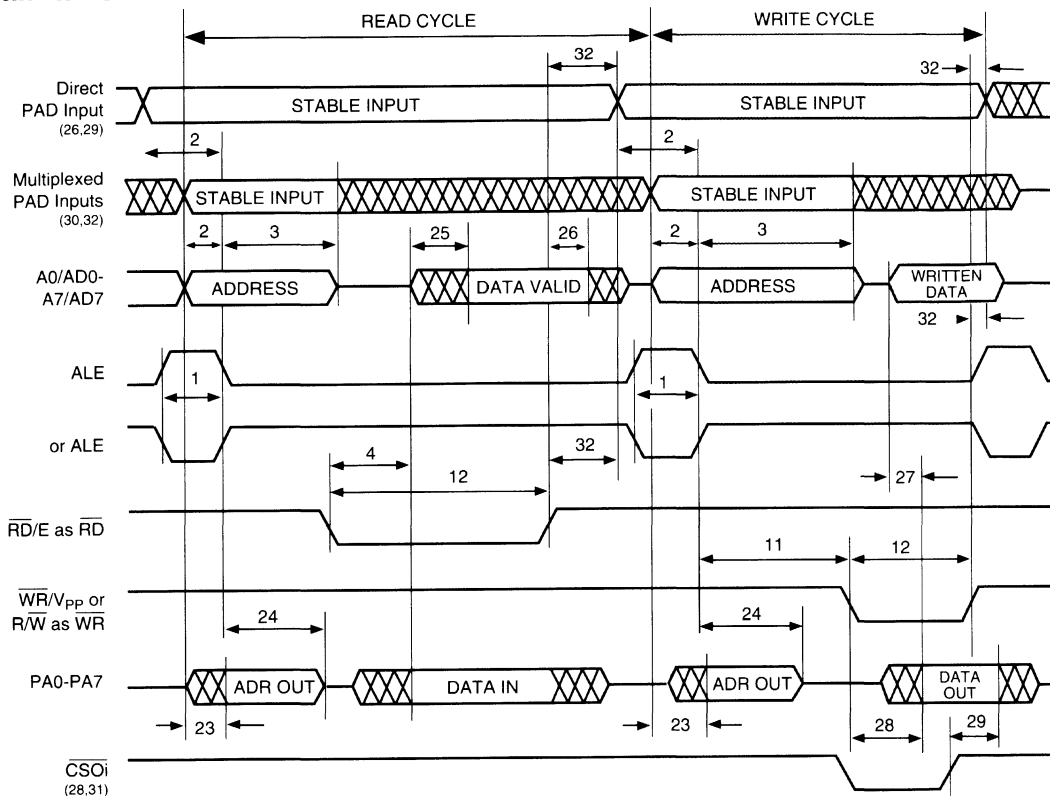 READ CYCLE
WRITE CYCLE
32
32
Direct
PAD Input
(26,29)
STABLE INPUT
STABLE INPUT
2
2
Multiplexed
PAD Inputs
(30,32)
STABLE INPUT
STABLE INPUT
2
3
25
26
2
3
A0/AD0-
A7/AD7
ADDRESS
DATA VALID
ADDRESS
WRITTEN
DATA
32
ALE
1
1
or ALE
4
32
12
27
RD/E as RD
11
12
WR/VPP or
R/W as WR
24
24
PA0-PA7
ADR OUT
DATA IN
ADR OUT
DATA
OUT
23
23
28
29
CSOi
(28,31)